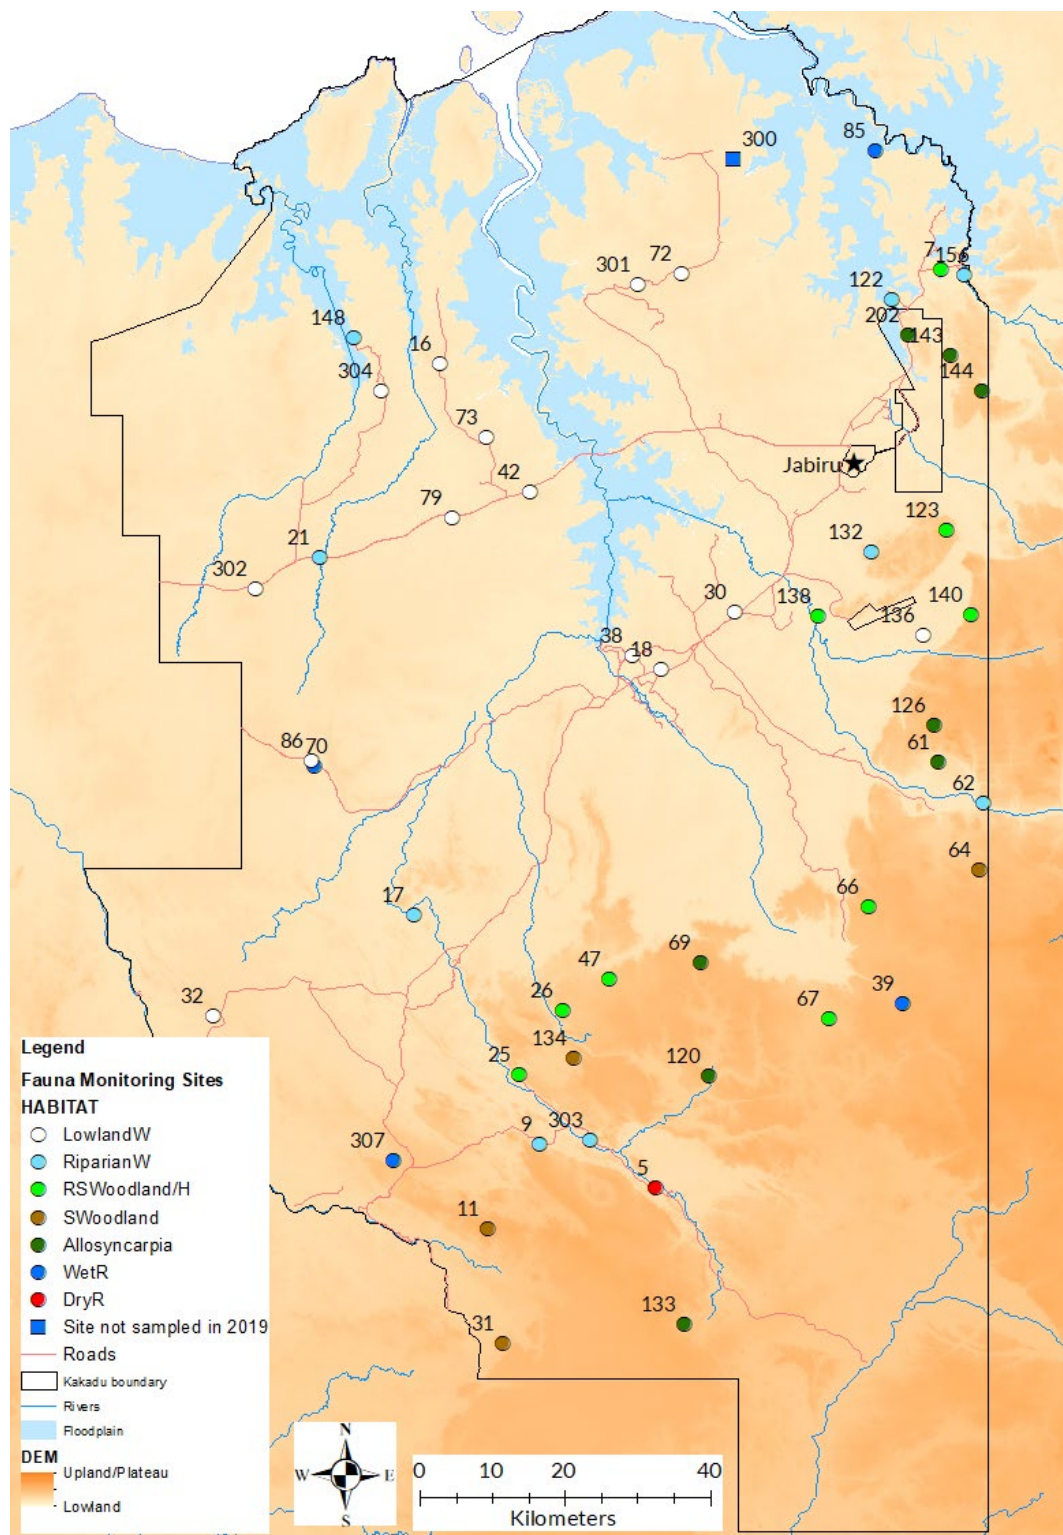 300
85
301
72
7
156
122
202
143
144
148
16
304
73
42
Jabiru
79
123
21
132
302
30
138
140
136
38
18
126
86
70
61
62
64
17
66
69
47
39
26
67
32
134
25
120
9
303
307
5
11
133
31
Legend
Fauna Monitoring Sites
HABITAT
LowlandW
RiparianW
RSWoodland/H
SWoodland
Allosyncarpia
WetR
DryR
Site not sampled in 2019
Roads
Kakadu boundary
Rivers
Floodplain
DEM
Upland/Plateau
Lowland
N
W
E
S
0 10 20 40
Kilometers